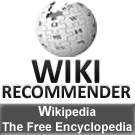 WIKI
RECOMMENDER
Wikipedia
The Free Encyclopedia